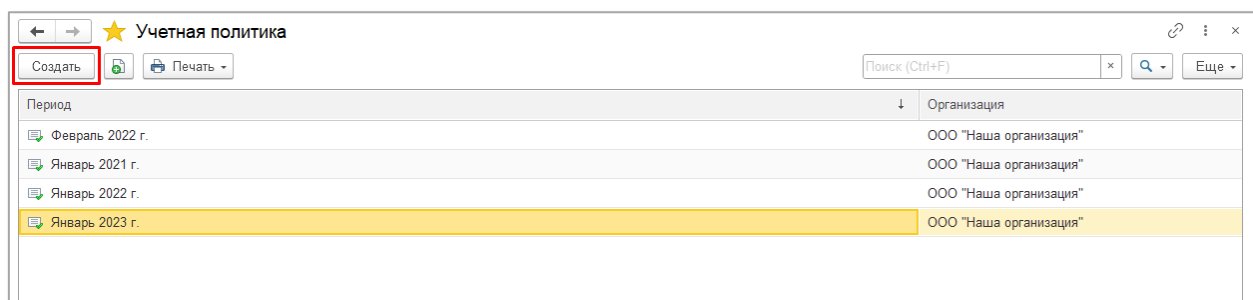 Учетная политика
Создать Печать Поиск (Ctrl+F) Еще
Период Организация
Февраль 2022 г. ООО "Наша организация"
Январь 2021 г. ООО "Наша организация"
Январь 2022 г. ООО "Наша организация"
Январь 2023 г. ООО "Наша организация"